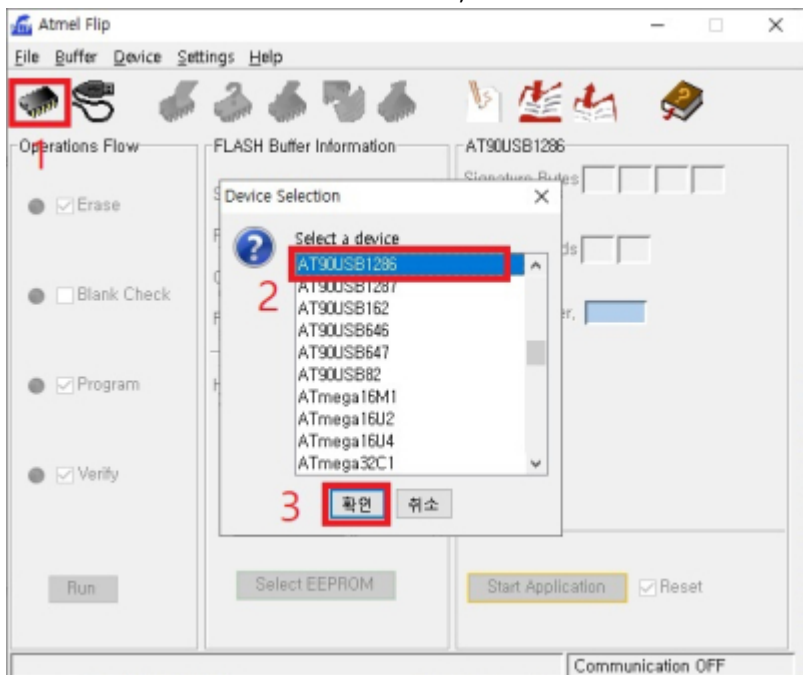 Atmel Flip
File Buffer Device Settings Help
1
Operations Flow
FLASH Buffer Information
AT90USB1286
Signature Bytes
Erase
Blank Check
Program
Verify
Run
Device Selection
Select a device
2
AT90USB1286
AT90USB1287
AT90USB162
AT90USB646
AT90USB647
AT90USB82
ATmega16M1
ATmega16U2
ATmega16U4
ATmega32C1
3
확인 취소
Select EEPROM
Start Application
Reset
Communication OFF